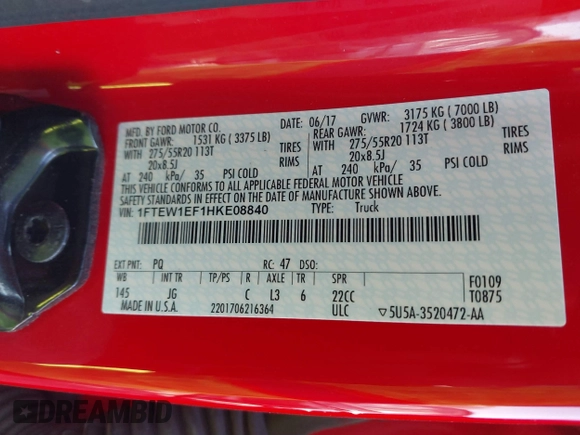 MFD. BY FORD MOTOR CO. DATE: 06/17 GVWR: 3175 KG ( 7000 LB)
FRONT GAWR: 1531 KG ( 3375 LB) REAR GAWR: 1724 KG ( 3800 LB)
WITH 275/55R20 113T TIRES WITH 275/55R20 113T TIRES
20x8.5J RIMS 20x8.5J RIMS
AT 240 kPa/ 35 PSI COLD AT 240 kPa/ 35 PSI COLD
THIS VEHICLE CONFORMS TO ALL APPLICABLE FEDERAL MOTOR VEHICLE
SAFETY STANDARDS IN EFFECT ON THE DATE OF MANUFACTURE SHOWN ABOVE.
VIN: 1FTEW1EF1HKE08840 TYPE: Truck
EXT PNT: PQ RC: 47 DSO:
WB INT TR TP/PS R AXLE TR SPR F0109
145 JG C L3 6 22CC T0875
MADE IN U.S.A. 2201706216364 ULC ▽5U5A-3520472-AA
DREAMBID